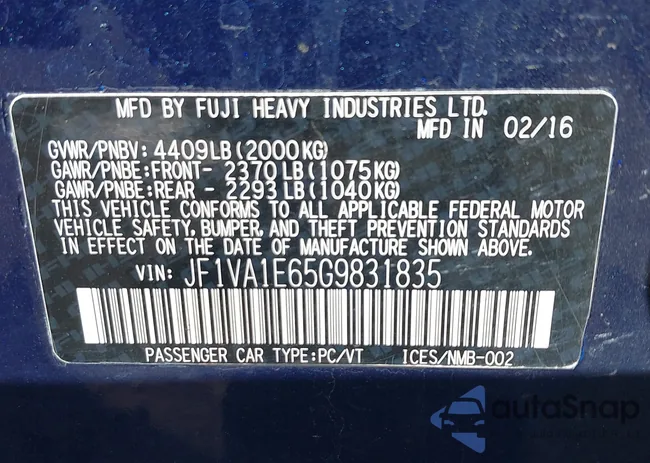 MFD BY FUJI HEAVY INDUSTRIES LTD.
MFD IN 02/16
GVWR/PNBV: 4409LB(2000KG)
GAWR/PNBE:FRONT- 2370LB(1075KG)
GAWR/PNBE:REAR - 2293LB(1040KG)
THIS VEHICLE CONFORMS TO ALL APPLICABLE FEDERAL MOTOR
VEHICLE SAFETY, BUMPER, AND THEFT PREVENTION STANDARDS
IN EFFECT ON THE DATE OF MANUFACTURE SHOWN ABOVE.
VIN: JF1VA1E65G9831835
PASSENGER CAR TYPE:PC/VT ICES/NMB-002
autoSnap